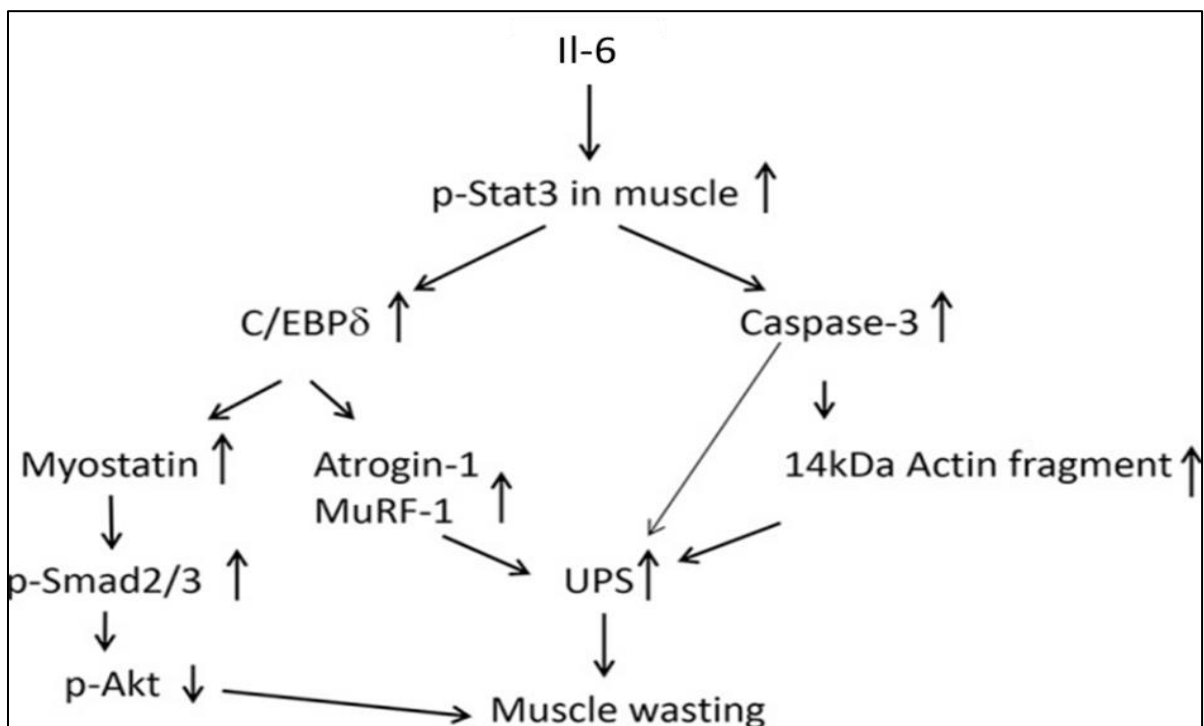 Il-6
p-Stat3 in muscle ↑
C/EBPδ ↑
Caspase-3 ↑
Myostatin ↑
Atrogin-1
MuRF-1 ↑
14kDa Actin fragment ↑
p-Smad2/3 ↑
UPS ↑
p-Akt ↓
Muscle wasting